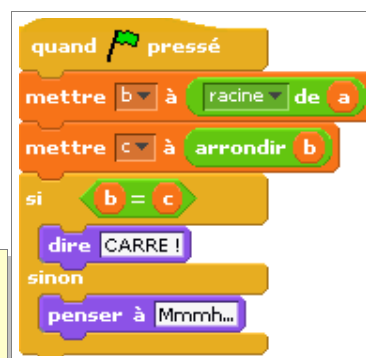 quand pressé
mettre b à racine de a
mettre c à arrondir b
si b = c
dire CARRE !
sinon
penser à Mmmh...